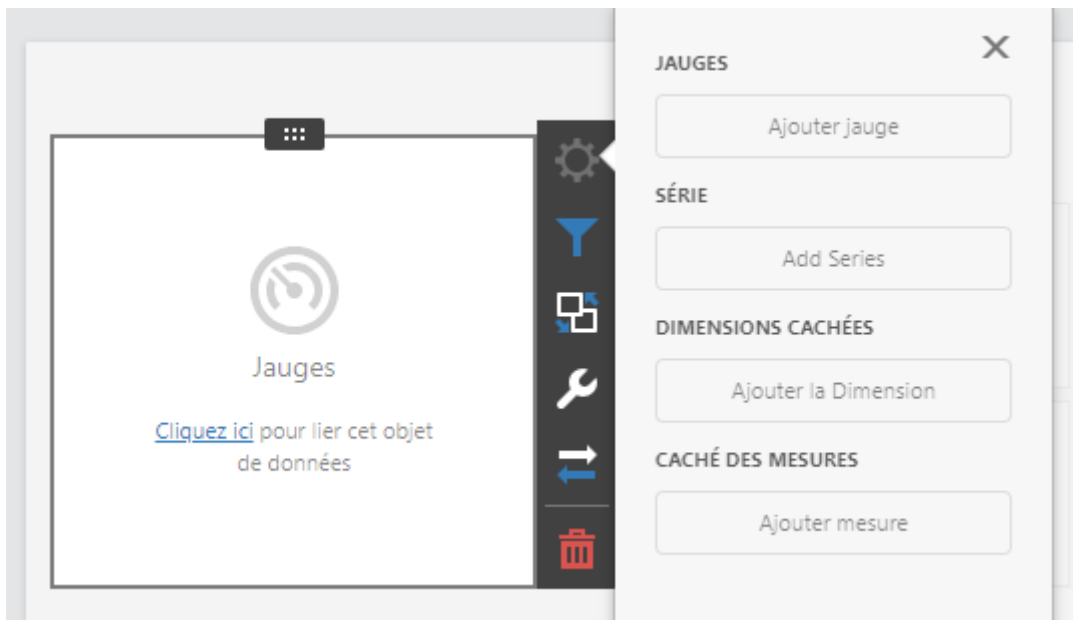 Jauges
Cliquez ici pour lier cet objet
de données
JAUGES
Ajouter jauge
SÉRIE
Add Series
DIMENSIONS CACHÉES
Ajouter la Dimension
CACHÉ DES MESURES
Ajouter mesure